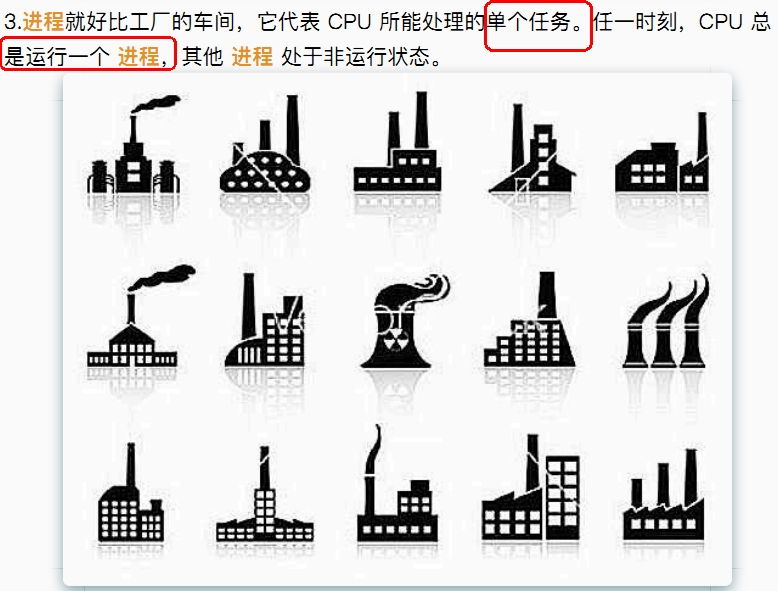 3.进程就好比工厂的车间，它代表 CPU 所能处理的单个任务。任一时刻，CPU 总
是运行一个 进程，其他 进程 处于非运行状态。